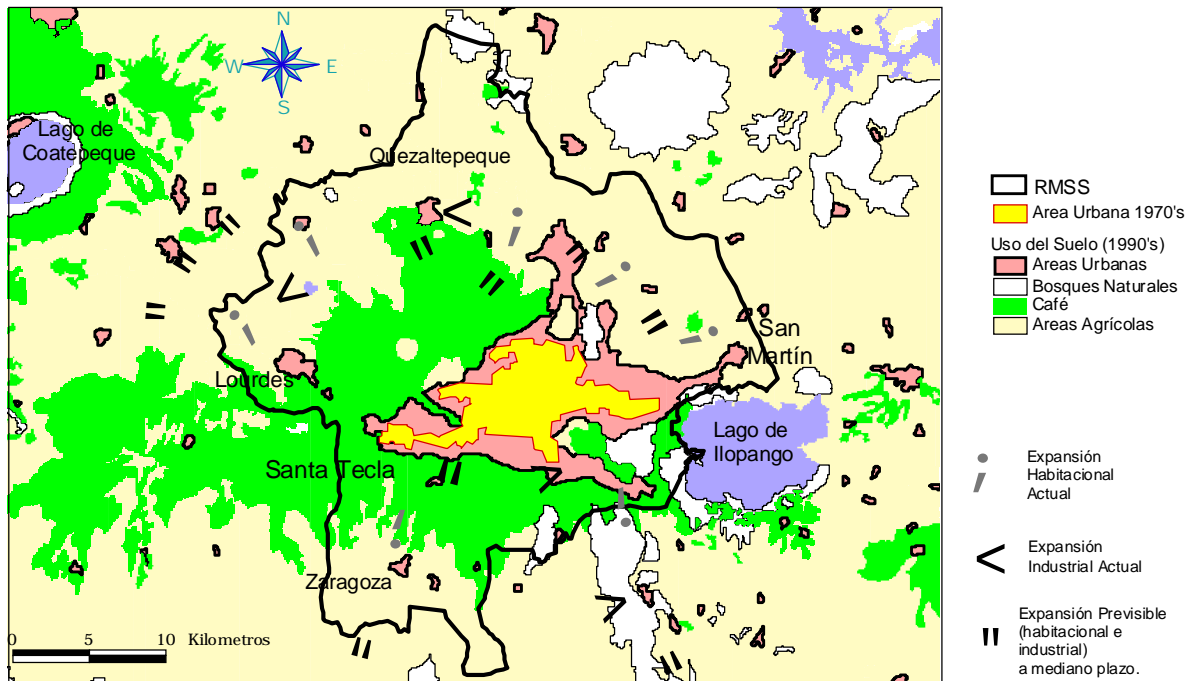 N
W
E
S
Lago de
Coatepeque
Quezaltepeque
San
Martín
Lourdes
Lago de
Ilopango
Santa Tecla
Zaragoza
0 5 10 Kilometros
RMSS
Area Urbana 1970's
Uso del Suelo (1990's)
Areas Urbanas
Bosques Naturales
Café
Areas Agrícolas
Expansión
Habitacional
Actual
Expansión
Industrial Actual
Expansión Previsible
(habitacional e
industrial)
a mediano plazo.